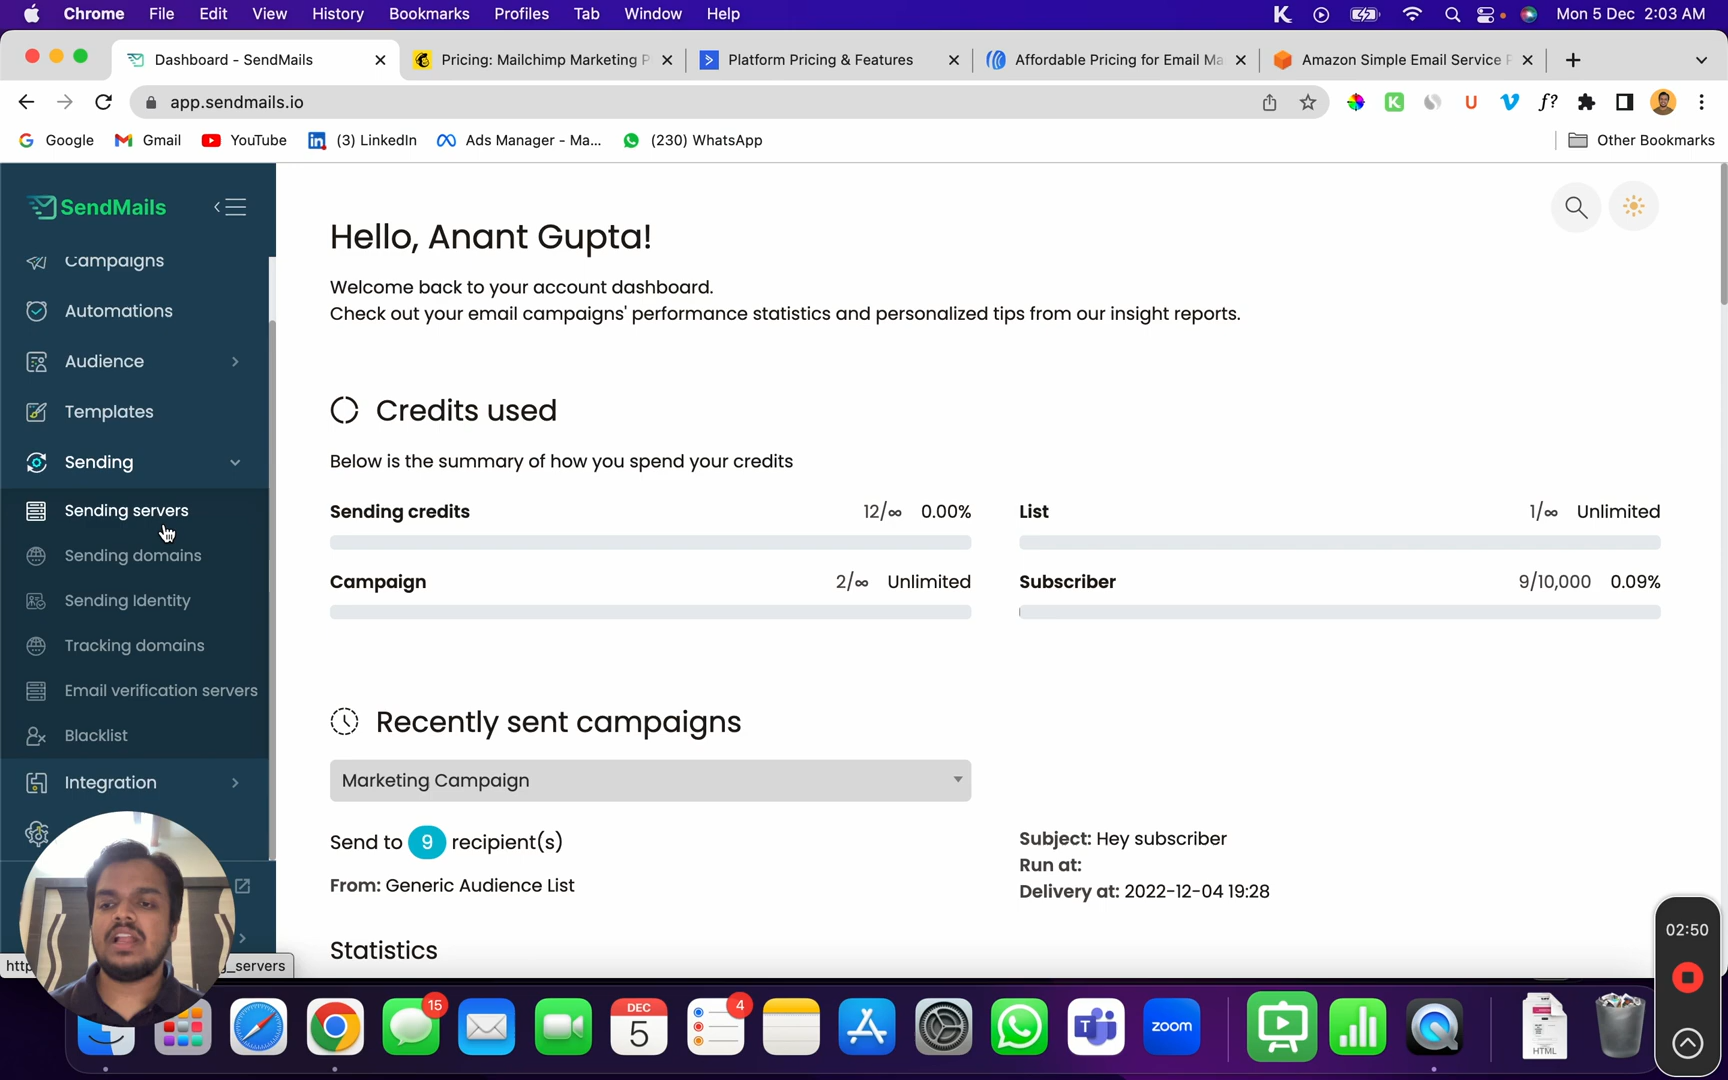 Chrome File Edit View History Bookmarks Profiles Tab Window Help
Mon 5 Dec 2:03 AM
Dashboard - SendMails
Pricing: Mailchimp Marketing P
Platform Pricing & Features
Affordable Pricing for Email Ma
Amazon Simple Email Service P
app.sendmails.io
Google Gmail YouTube (3) LinkedIn Ads Manager - Ma... (230) WhatsApp Other Bookmarks
SendMails
Campaigns
Automations
Audience
Templates
Sending
Sending servers
Sending domains
Sending Identity
Tracking domains
Email verification servers
Blacklist
Integration
Hello, Anant Gupta!
Welcome back to your account dashboard.
Check out your email campaigns' performance statistics and personalized tips from our insight reports.
Credits used
Below is the summary of how you spend your credits
Sending credits 12/∞ 0.00%
List 1/∞ Unlimited
Campaign 2/∞ Unlimited
Subscriber 9/10,000 0.09%
Recently sent campaigns
Marketing Campaign
Send to 9 recipient(s)
From: Generic Audience List
Subject: Hey subscriber
Run at:
Delivery at: 2022-12-04 19:28
Statistics
02:50
15
DEC
5
4
zoom
HTML